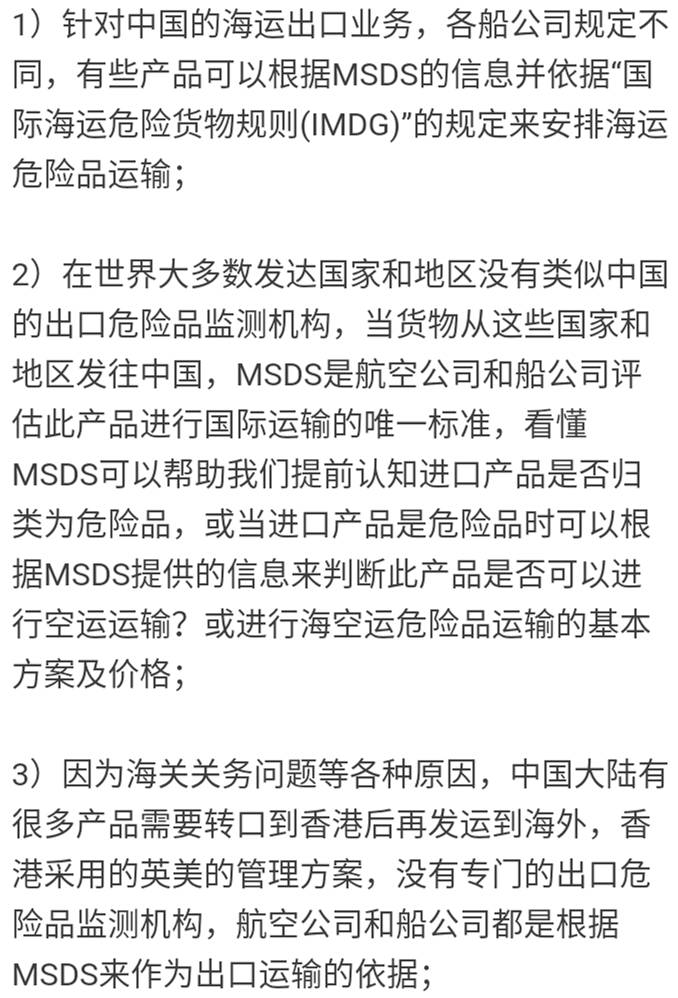 1）针对中国的海运出口业务，各船公司规定不
同，有些产品可以根据MSDS的信息并依据“国
际海运危险货物规则(IMDG)”的规定来安排海运
危险品运输；
2）在世界大多数发达国家和地区没有类似中国
的出口危险品监测机构，当货物从这些国家和
地区发往中国，MSDS是航空公司和船公司评
估此产品进行国际运输的唯一标准，看懂
MSDS可以帮助我们提前认知进口产品是否归
类为危险品，或当进口产品是危险品时可以根
据MSDS提供的信息来判断此产品是否可以进
行空运运输？或进行海空运危险品运输的基本
方案及价格；
3）因为海关关务问题等各种原因，中国大陆有
很多产品需要转口到香港后再发运到海外，香
港采用的英美的管理方案，没有专门的出口危
险品监测机构，航空公司和船公司都是根据
MSDS来作为出口运输的依据；